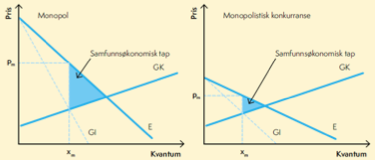 Pris
Monopol
Samfunnsøkonomisk tap
GK
Pm
GI
E
xm
Kvantum
Pris
Monopolistisk konkurranse
Samfunnsøkonomisk tap
GK
Pm
GI
E
xm
Kvantum